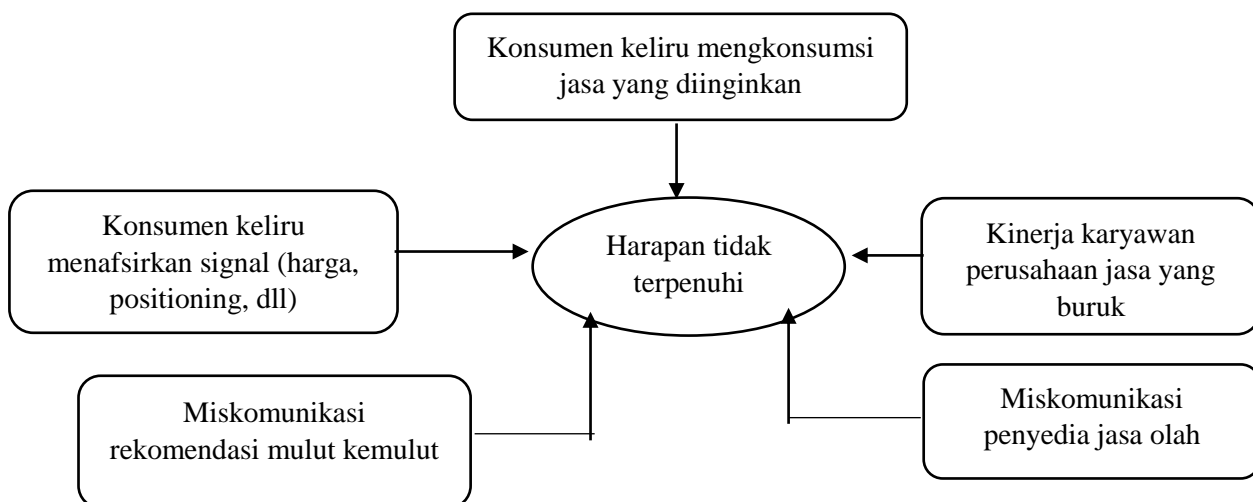 Konsumen keliru mengkonsumsi
jasa yang diinginkan
Konsumen keliru
menafsirkan signal (harga,
positioning, dll)
Harapan tidak
terpenuhi
Kinerja karyawan
perusahaan jasa yang
buruk
Miskomunikasi
rekomendasi mulut kemulut
Miskomunikasi
penyedia jasa olah